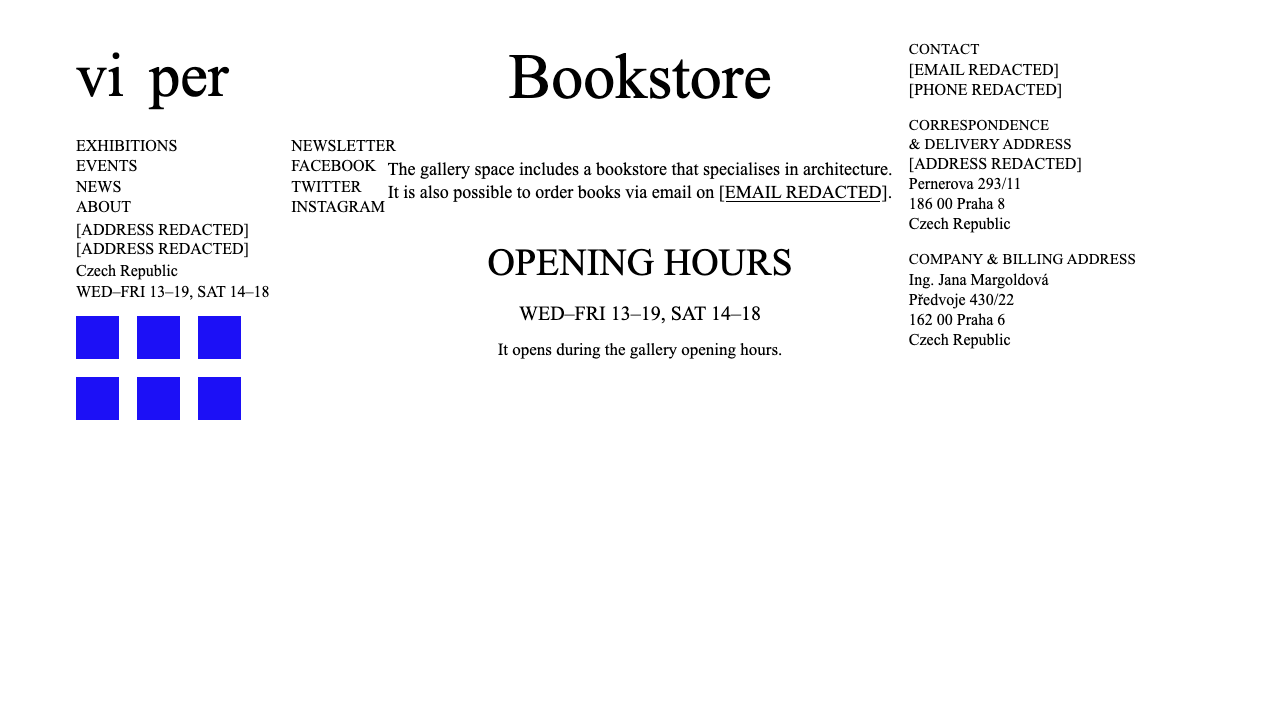 vi per
EXHIBITIONS
EVENTS
NEWS
ABOUT
[ADDRESS REDACTED]
[ADDRESS REDACTED]
Czech Republic
WED–FRI 13–19, SAT 14–18
NEWSLETTER
FACEBOOK
TWITTER
INSTAGRAM
Bookstore
The gallery space includes a bookstore that specialises in architecture.
It is also possible to order books via email on [EMAIL REDACTED].
OPENING HOURS
WED–FRI 13–19, SAT 14–18
It opens during the gallery opening hours.
CONTACT
[EMAIL REDACTED]
[PHONE REDACTED]
CORRESPONDENCE
& DELIVERY ADDRESS
[ADDRESS REDACTED]
Pernerova 293/11
186 00 Praha 8
Czech Republic
COMPANY & BILLING ADDRESS
Ing. Jana Margoldová
Předvoje 430/22
162 00 Praha 6
Czech Republic